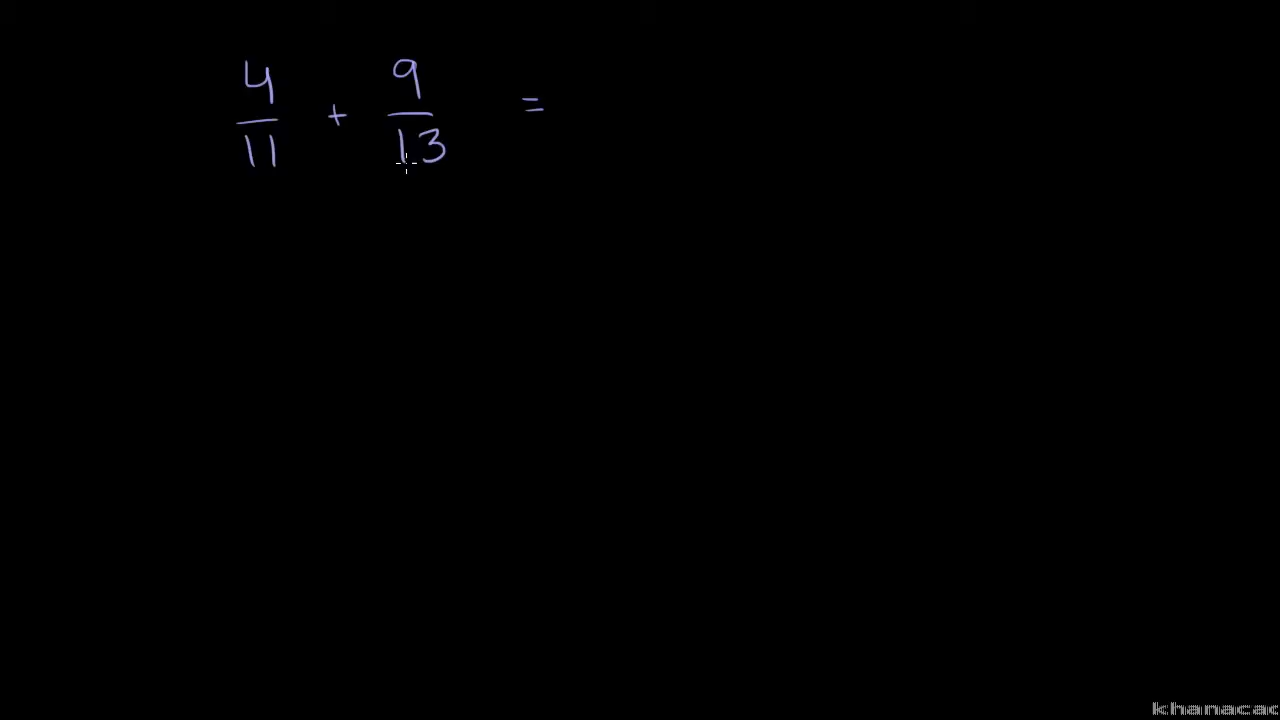 4/11 + 9/13 =
khanacac